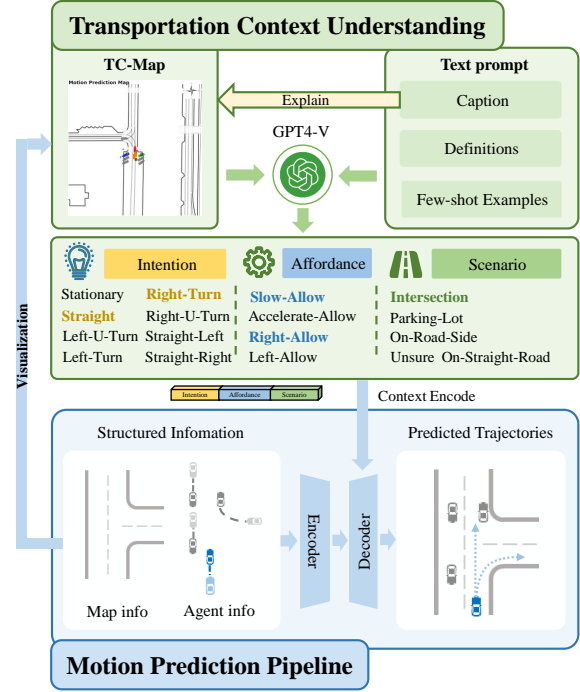 Transportation Context Understanding
TC-Map
Motion Prediction Map
Explain
GPT4-V
Text prompt
Caption
Definitions
Few-shot Examples
Intention
Stationary
Right-Turn
Straight
Right-U-Turn
Left-U-Turn
Straight-Left
Left-Turn
Straight-Right
Affordance
Slow-Allow
Accelerate-Allow
Right-Allow
Left-Allow
Scenario
Intersection
Parking-Lot
On-Road-Side
Unsure On-Straight-Road
Visualization
Intention Affordance Scenario
Context Encode
Structured Infomation
Map info
Agent info
Encoder
Decoder
Predicted Trajectories
Motion Prediction Pipeline